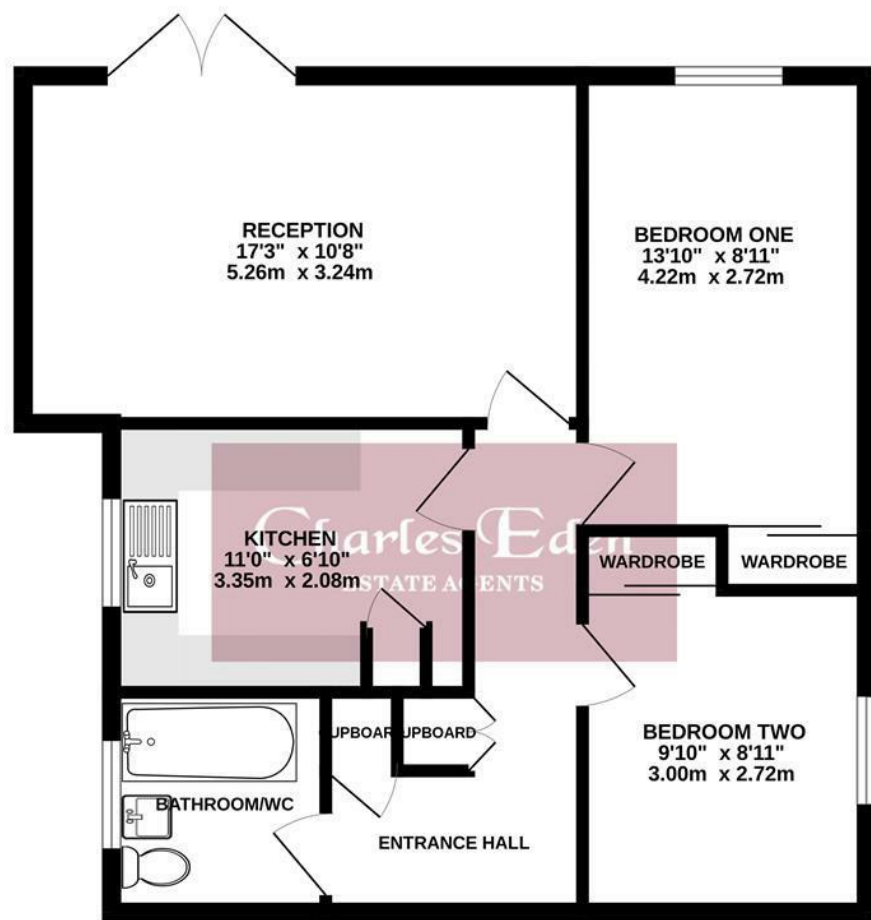 RECEPTION
17'3" x 10'8"
5.26m x 3.24m
BEDROOM ONE
13'10" x 8'11"
4.22m x 2.72m
Charles Eden
ESTATE AGENTS
KITCHEN
11'0" x 6'10"
3.35m x 2.08m
WARDROBE
WARDROBE
CUPBOARD
CUPBOARD
BEDROOM TWO
9'10" x 8'11"
3.00m x 2.72m
BATHROOM/WC
ENTRANCE HALL